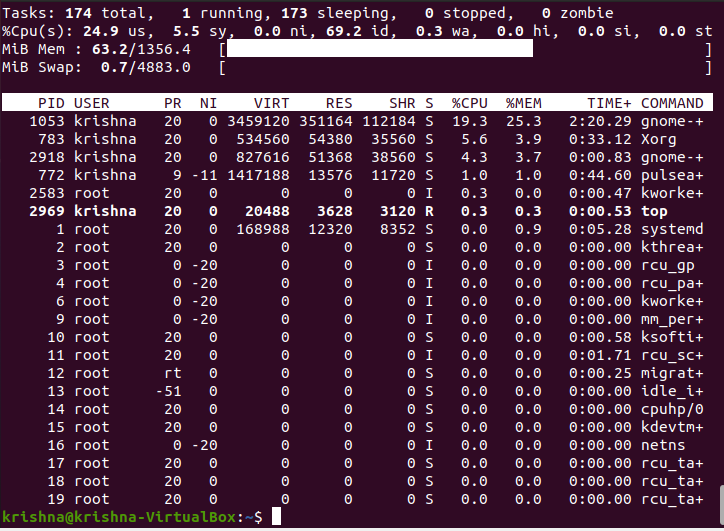 Tasks: 174 total,   1 running, 173 sleeping,   0 stopped,   0 zombie
%Cpu(s): 24.9 us,  5.5 sy,  0.0 ni, 69.2 id,  0.3 wa,  0.0 hi,  0.0 si,  0.0 st
MiB Mem : 63.2/1356.4   [                                        ]
MiB Swap:  0.7/4883.0   [                                        ]
PID USER PR NI VIRT RES SHR S %CPU %MEM TIME+ COMMAND
1053 krishna 20 0 3459120 351164 112184 S 19.3 25.3 2:20.29 gnome-+
783 krishna 20 0 534560 54380 35560 S 5.6 3.9 0:33.12 Xorg
2918 krishna 20 0 827616 51368 38560 S 4.3 3.7 0:00.83 gnome-+
772 krishna 9 -11 1417188 13576 11720 S 1.0 1.0 0:44.60 pulsea+
2583 root 20 0 0 0 0 I 0.3 0.0 0:00.47 kworke+
2969 krishna 20 0 20488 3628 3120 R 0.3 0.3 0:00.53 top
1 root 20 0 168988 12320 8352 S 0.0 0.9 0:05.28 systemd
2 root 20 0 0 0 0 S 0.0 0.0 0:00.00 kthrea+
3 root 0 -20 0 0 0 I 0.0 0.0 0:00.00 rcu_gp
4 root 0 -20 0 0 0 I 0.0 0.0 0:00.00 rcu_pa+
6 root 0 -20 0 0 0 I 0.0 0.0 0:00.00 kworke+
9 root 0 -20 0 0 0 I 0.0 0.0 0:00.00 mm_per+
10 root 20 0 0 0 0 S 0.0 0.0 0:00.58 ksofti+
11 root 20 0 0 0 0 I 0.0 0.0 0:01.71 rcu_sc+
12 root rt 0 0 0 0 S 0.0 0.0 0:00.25 migrat+
13 root -51 0 0 0 0 S 0.0 0.0 0:00.00 idle_i+
14 root 20 0 0 0 0 S 0.0 0.0 0:00.00 cpuhp/0
15 root 20 0 0 0 0 S 0.0 0.0 0:00.00 kdevtm+
16 root 0 -20 0 0 0 I 0.0 0.0 0:00.00 netns
17 root 20 0 0 0 0 S 0.0 0.0 0:00.00 rcu_ta+
18 root 20 0 0 0 0 S 0.0 0.0 0:00.00 rcu_ta+
19 root 20 0 0 0 0 S 0.0 0.0 0:00.00 rcu_ta+
krishna@krishna-VirtualBox:~$